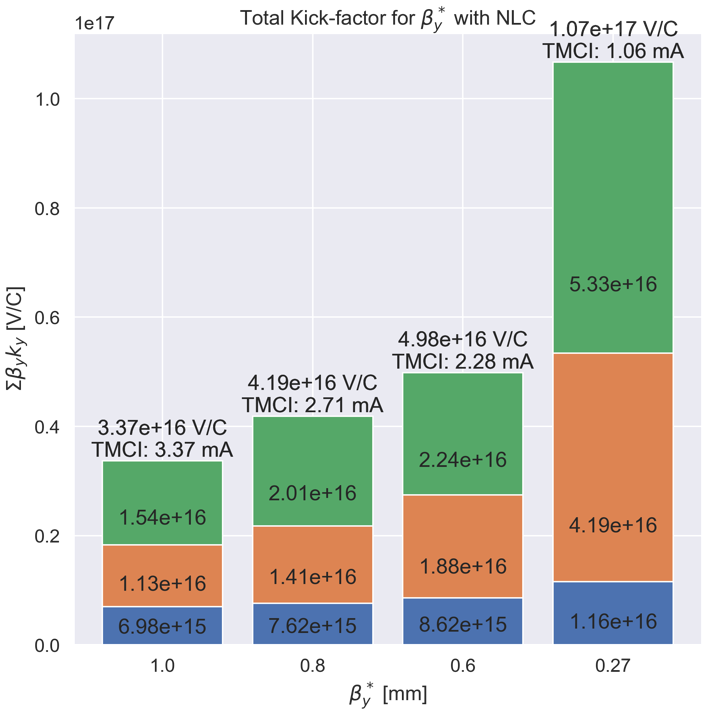 Total Kick-factor for β_y^* with NLC
1e17
1.07e+17 V/C
TMCI: 1.06 mA
1.0
0.8
0.6
0.4
0.2
0.0
Σβ_y k_y [V/C]
3.37e+16 V/C
TMCI: 3.37 mA
1.54e+16
1.13e+16
6.98e+15
4.19e+16 V/C
TMCI: 2.71 mA
2.01e+16
1.41e+16
7.62e+15
4.98e+16 V/C
TMCI: 2.28 mA
2.24e+16
1.88e+16
8.62e+15
5.33e+16
4.19e+16
1.16e+16
1.0 0.8 0.6 0.27
β_y^* [mm]